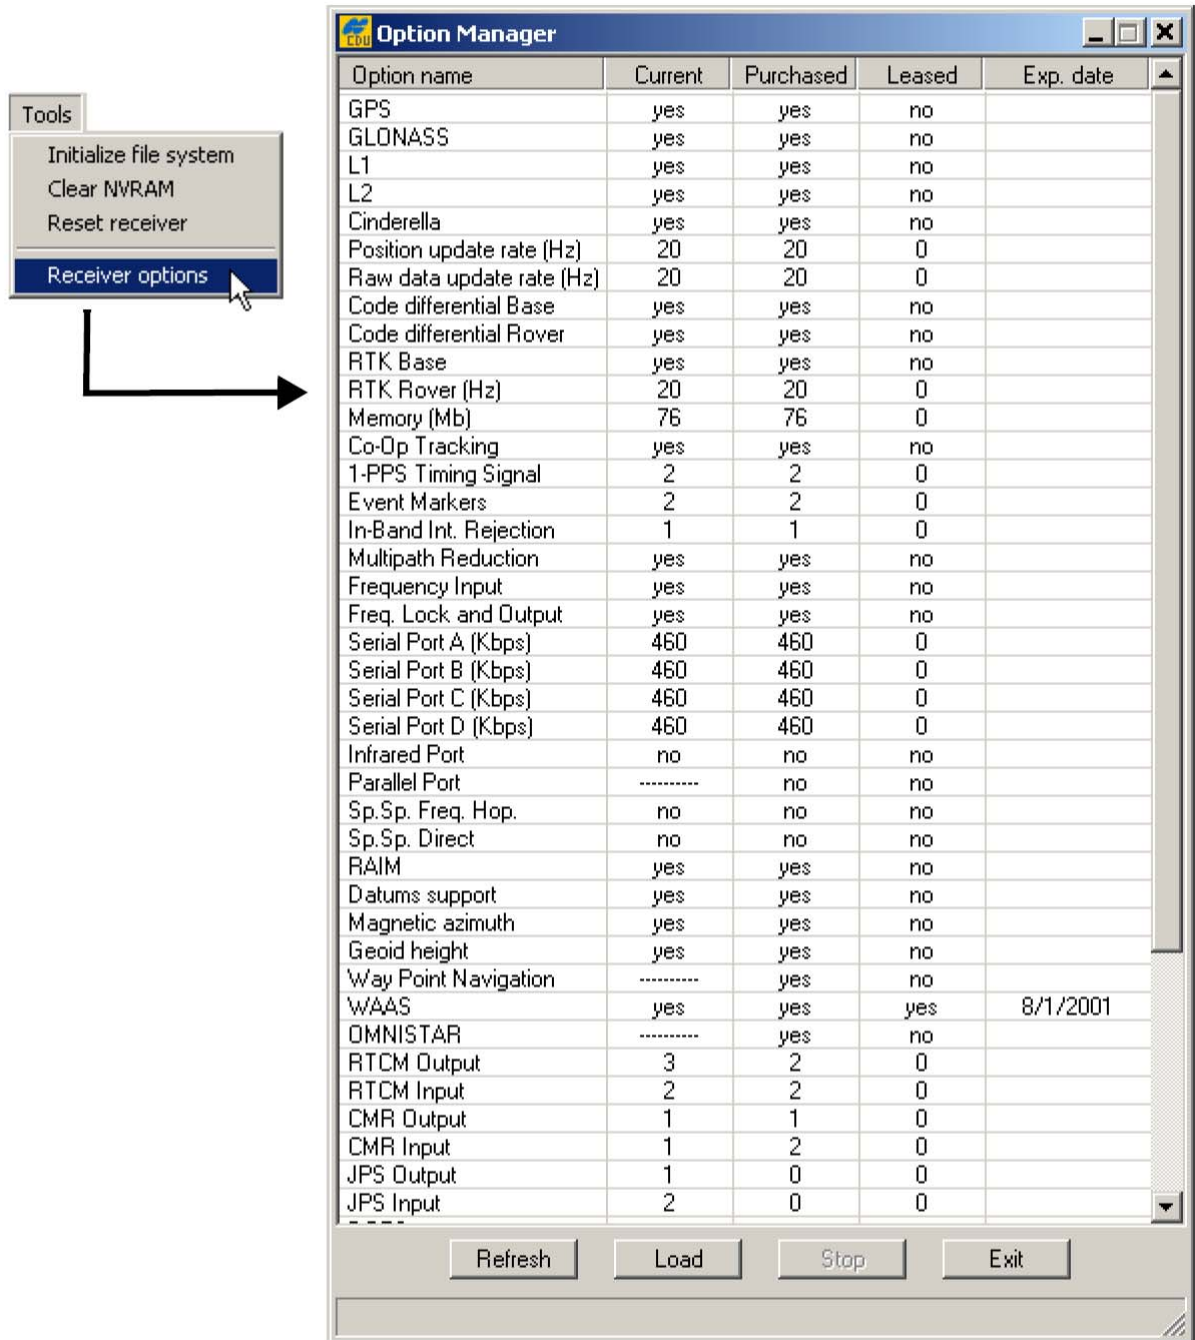 Tools
Initialize file system
Clear NVRAM
Reset receiver
Receiver options
CDU Option Manager
Option name Current Purchased Leased Exp. date
GPS yes yes no
GLONASS yes yes no
L1 yes yes no
L2 yes yes no
Cinderella yes yes no
Position update rate (Hz) 20 20 0
Raw data update rate (Hz) 20 20 0
Code differential Base yes yes no
Code differential Rover yes yes no
RTK Base yes yes no
RTK Rover (Hz) 20 20 0
Memory (Mb) 76 76 0
Co-Op Tracking yes yes no
1-PPS Timing Signal 2 2 0
Event Markers 2 2 0
In-Band Int. Rejection 1 1 0
Multipath Reduction yes yes no
Frequency Input yes yes no
Freq. Lock and Output yes yes no
Serial Port A (Kbps) 460 460 0
Serial Port B (Kbps) 460 460 0
Serial Port C (Kbps) 460 460 0
Serial Port D (Kbps) 460 460 0
Infrared Port no no no
Parallel Port ---------- no no
Sp.Sp. Freq. Hop. no no no
Sp.Sp. Direct no no no
RAIM yes yes no
Datums support yes yes no
Magnetic azimuth yes yes no
Geoid height yes yes no
Way Point Navigation ---------- yes no
WAAS yes yes yes 8/1/2001
OMNISTAR ---------- yes no
RTCM Output 3 2 0
RTCM Input 2 2 0
CMR Output 1 1 0
CMR Input 1 2 0
JPS Output 1 0 0
JPS Input 2 0 0
Refresh Load Stop Exit